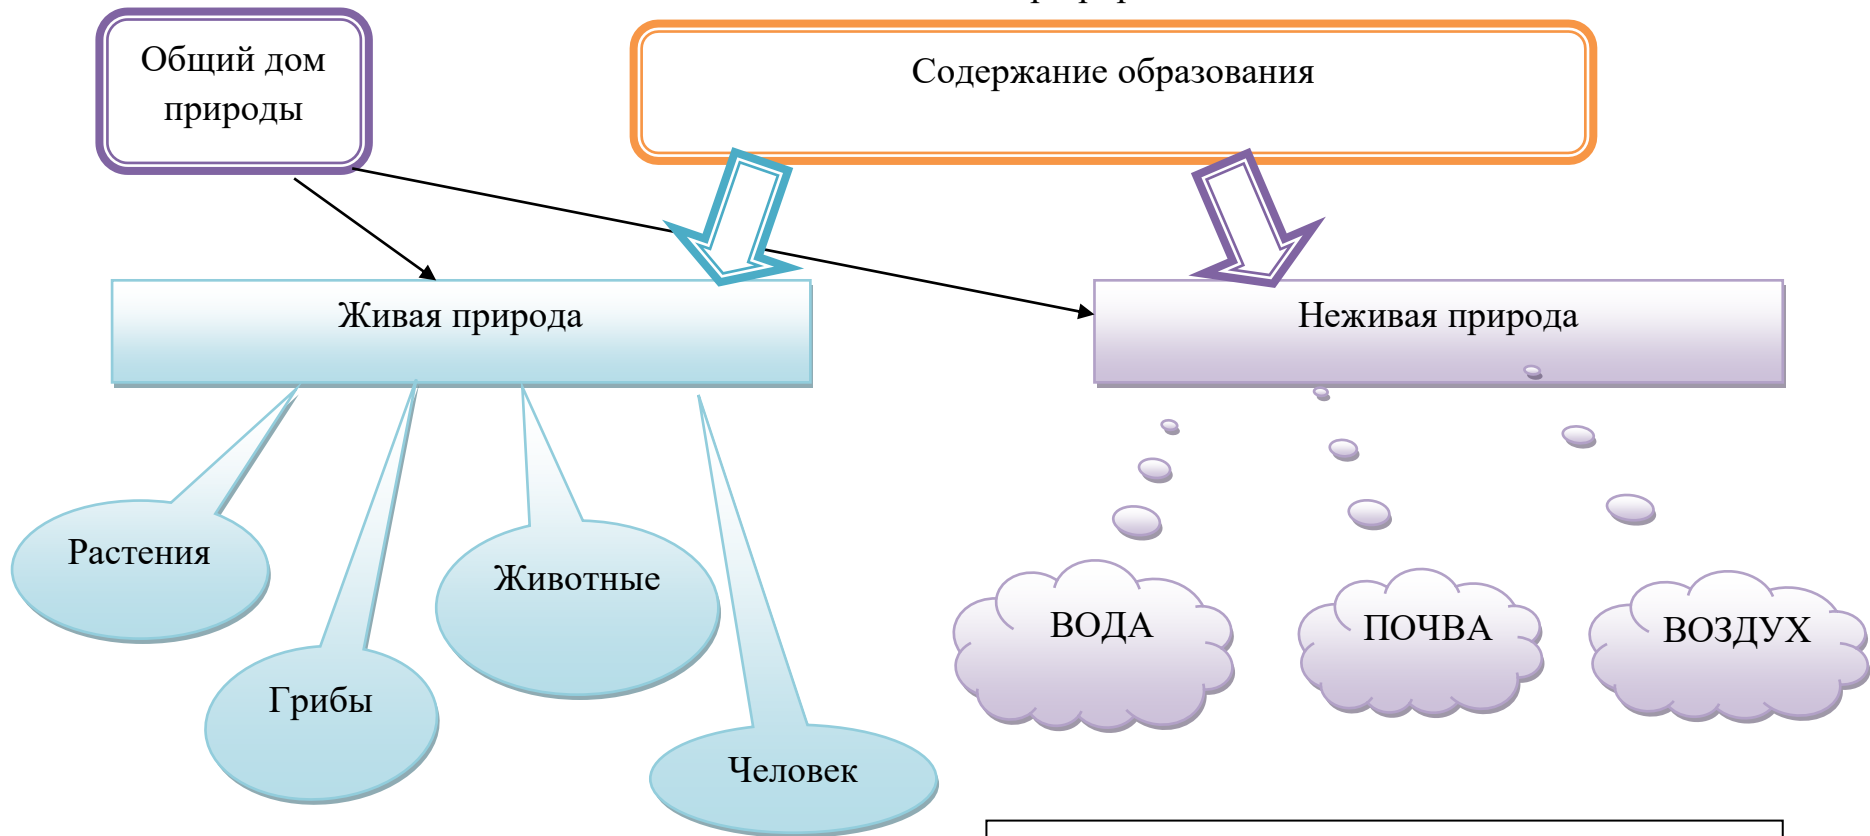 Общий дом
природы
Содержание образования
Живая природа
Неживая природа
Растения
Грибы
Животные
Человек
ВОДА
ПОЧВА
ВОЗДУХ